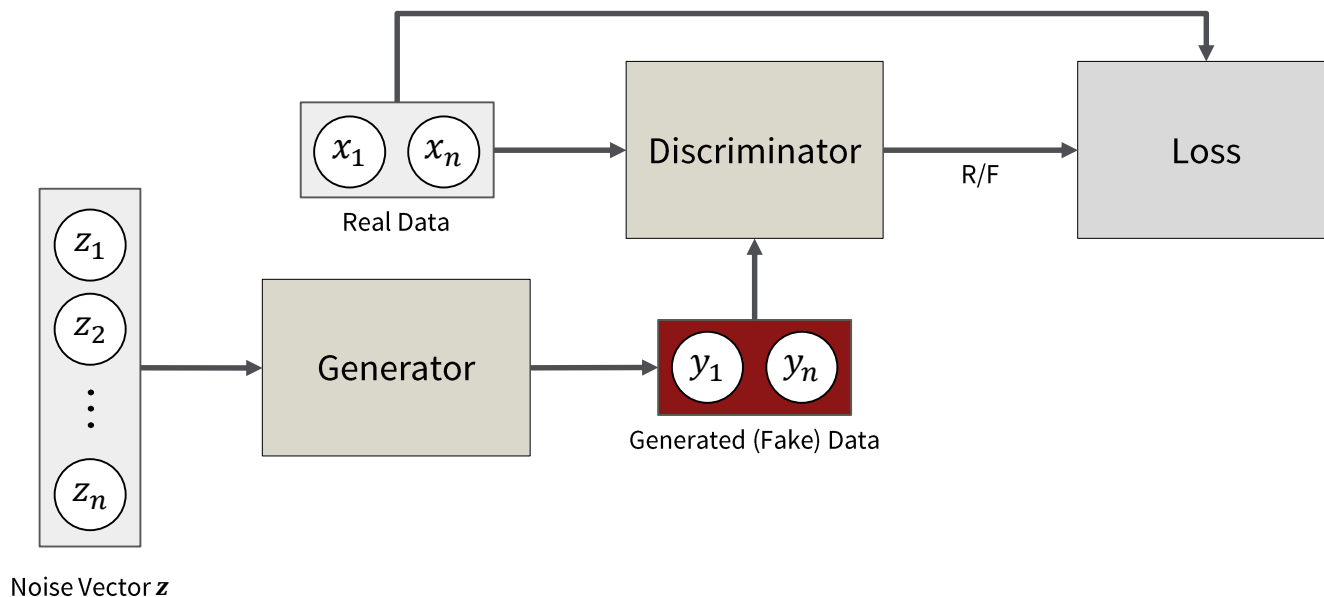 x₁ xₙ
Real Data
Discriminator
R/F
Loss
z₁
z₂
⋮
zₙ
Noise Vector z
Generator
y₁ yₙ
Generated (Fake) Data